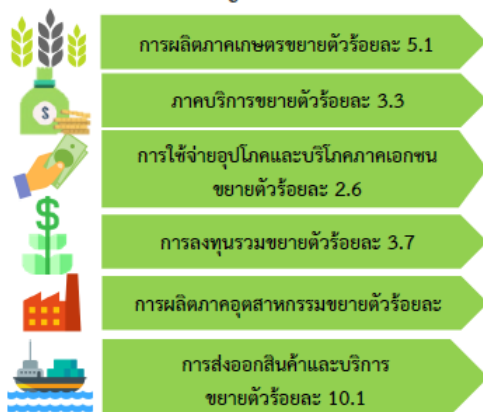 การผลิตภาคเกษตรขยายตัวร้อยละ 5.1
$
ภาคบริการขยายตัวร้อยละ 3.3
การใช้จ่ายอุปโภคและบริโภคภาคเอกชน
ขยายตัวร้อยละ 2.6
$
การลงทุนรวมขยายตัวร้อยละ 3.7
การผลิตภาคอุตสาหกรรมขยายตัวร้อยละ
การส่งออกสินค้าและบริการ
ขยายตัวร้อยละ 10.1